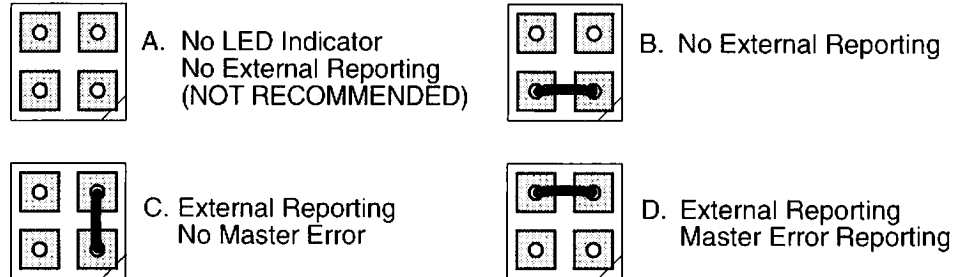 A. No LED Indicator
No External Reporting
(NOT RECOMMENDED)
B. No External Reporting
C. External Reporting
No Master Error
D. External Reporting
Master Error Reporting